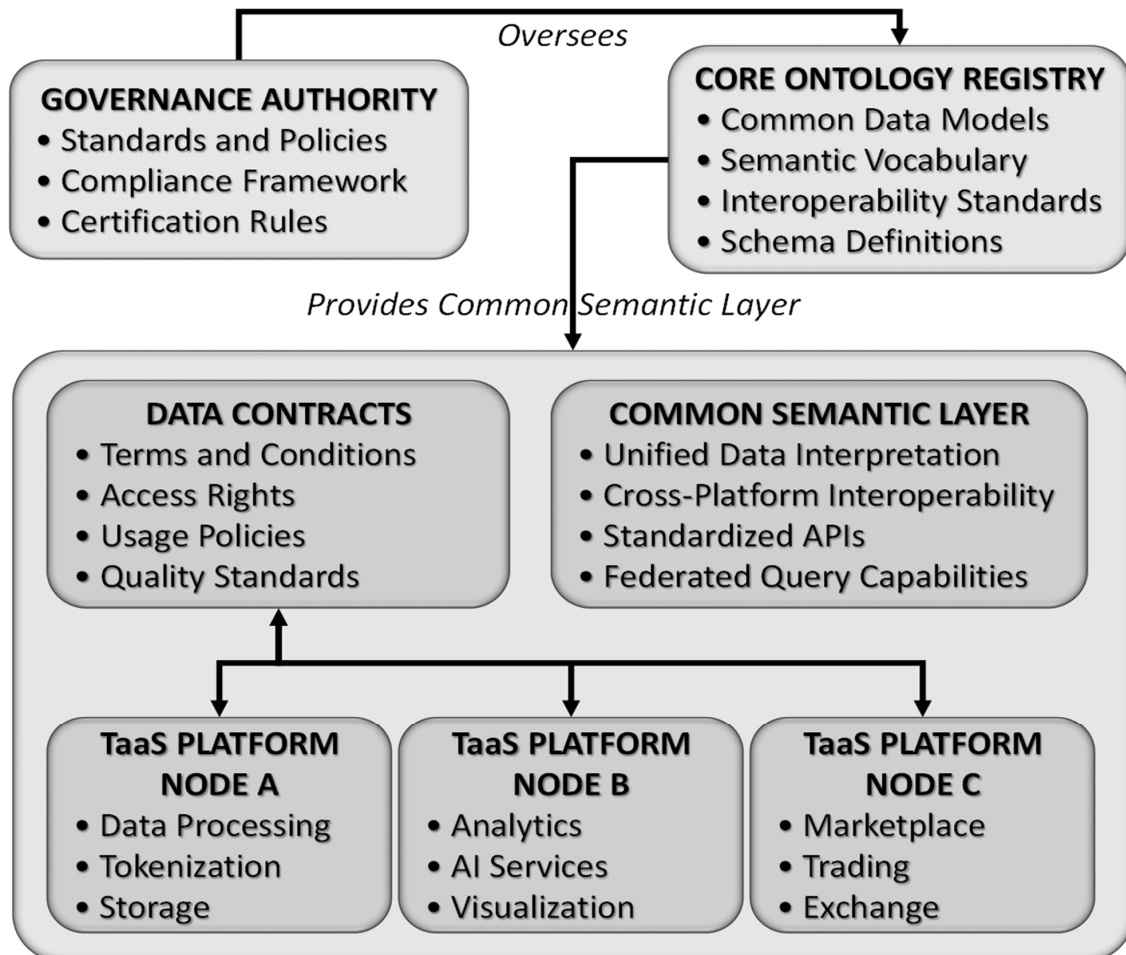 Oversees
GOVERNANCE AUTHORITY
• Standards and Policies
• Compliance Framework
• Certification Rules
CORE ONTOLOGY REGISTRY
• Common Data Models
• Semantic Vocabulary
• Interoperability Standards
• Schema Definitions
Provides Common Semantic Layer
DATA CONTRACTS
• Terms and Conditions
• Access Rights
• Usage Policies
• Quality Standards
COMMON SEMANTIC LAYER
• Unified Data Interpretation
• Cross-Platform Interoperability
• Standardized APIs
• Federated Query Capabilities
TaaS PLATFORM
NODE A
• Data Processing
• Tokenization
• Storage
TaaS PLATFORM
NODE B
• Analytics
• AI Services
• Visualization
TaaS PLATFORM
NODE C
• Marketplace
• Trading
• Exchange